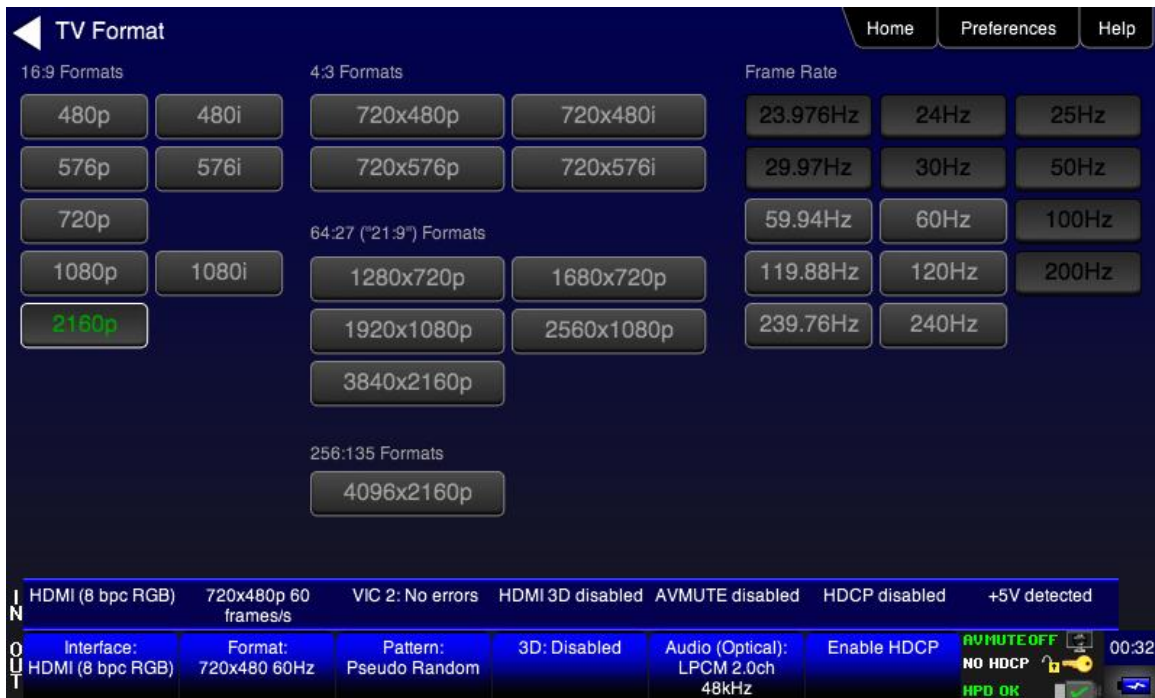 TV Format
Home Preferences Help
16:9 Formats 4:3 Formats Frame Rate
480p 480i 720x480p 720x480i 23.976Hz 24Hz 25Hz
576p 576i 720x576p 720x576i 29.97Hz 30Hz 50Hz
720p 59.94Hz 60Hz 100Hz
64:27 ("21:9") Formats
1080p 1080i 1280x720p 1680x720p 119.88Hz 120Hz 200Hz
2160p 1920x1080p 2560x1080p 239.76Hz 240Hz
3840x2160p
256:135 Formats
4096x2160p
IN HDMI (8 bpc RGB) 720x480p 60 VIC 2: No errors HDMI 3D disabled AVMUTE disabled HDCP disabled +5V detected
frames/s
OUT Interface: Format: Pattern: 3D: Disabled Audio (Optical): Enable HDCP AVMUTE OFF 00:32
HDMI (8 bpc RGB) 720x480 60Hz Pseudo Random LPCM 2.0ch NO HDCP
48kHz HPD OK